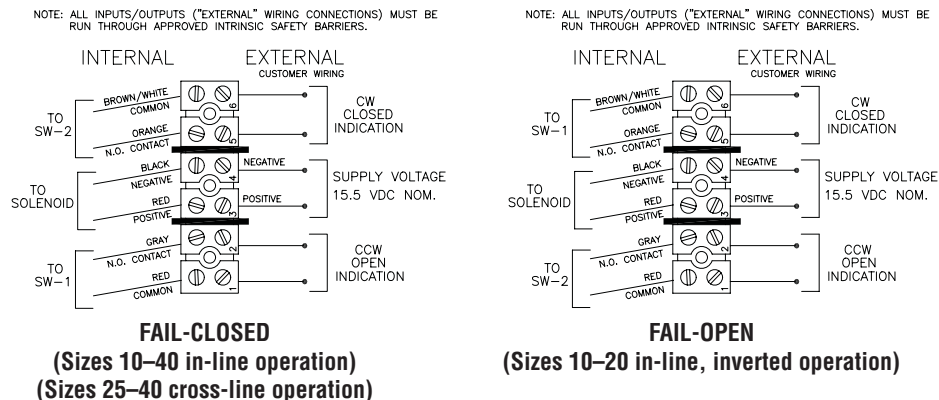 NOTE: ALL INPUTS/OUTPUTS ("EXTERNAL" WIRING CONNECTIONS) MUST BE
RUN THROUGH APPROVED INTRINSIC SAFETY BARRIERS.
INTERNAL
EXTERNAL
CUSTOMER WIRING
TO
SW-2
BROWN/WHITE
COMMON
ORANGE
N.O. CONTACT
6
5
CW
CLOSED
INDICATION
TO
SOLENOID
BLACK
NEGATIVE
RED
POSITIVE
4
3
NEGATIVE
POSITIVE
SUPPLY VOLTAGE
15.5 VDC NOM.
TO
SW-1
GRAY
N.O. CONTACT
RED
COMMON
2
1
CCW
OPEN
INDICATION
FAIL-CLOSED
(Sizes 10–40 in-line operation)
(Sizes 25–40 cross-line operation)
NOTE: ALL INPUTS/OUTPUTS ("EXTERNAL" WIRING CONNECTIONS) MUST BE
RUN THROUGH APPROVED INTRINSIC SAFETY BARRIERS.
INTERNAL
EXTERNAL
CUSTOMER WIRING
TO
SW-1
BROWN/WHITE
COMMON
ORANGE
N.O. CONTACT
6
5
CW
CLOSED
INDICATION
TO
SOLENOID
BLACK
NEGATIVE
RED
POSITIVE
4
3
NEGATIVE
POSITIVE
SUPPLY VOLTAGE
15.5 VDC NOM.
TO
SW-2
GRAY
N.O. CONTACT
RED
COMMON
2
1
CCW
OPEN
INDICATION
FAIL-OPEN
(Sizes 10–20 in-line, inverted operation)